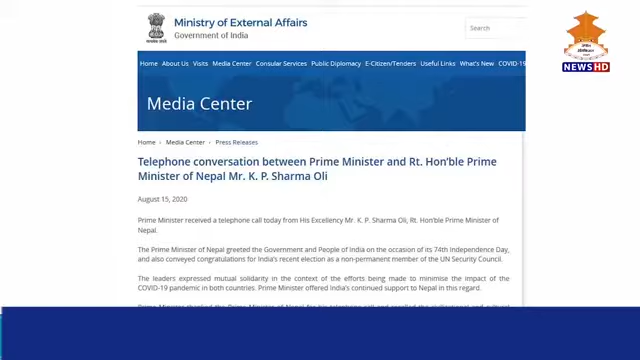 Ministry of External Affairs
Government of India
Search
Home About Us Visits Media Center Consular Services Public Diplomacy E-Citizen/Tenders Useful Links What's New COVID-19
NEWS HD
Media Center
Home › Media Center › Press Releases
Telephone conversation between Prime Minister and Rt. Hon'ble Prime
Minister of Nepal Mr. K. P. Sharma Oli
August 15, 2020
Prime Minister received a telephone call today from His Excellency Mr. K. P. Sharma Oli, Rt. Hon'ble Prime Minister of
Nepal.
The Prime Minister of Nepal greeted the Government and People of India on the occasion of its 74th Independence Day,
and also conveyed congratulations for India's recent election as a non-permanent member of the UN Security Council.
The leaders expressed mutual solidarity in the context of the efforts being made to minimise the impact of the
COVID-19 pandemic in both countries. Prime Minister offered India's continued support to Nepal in this regard.